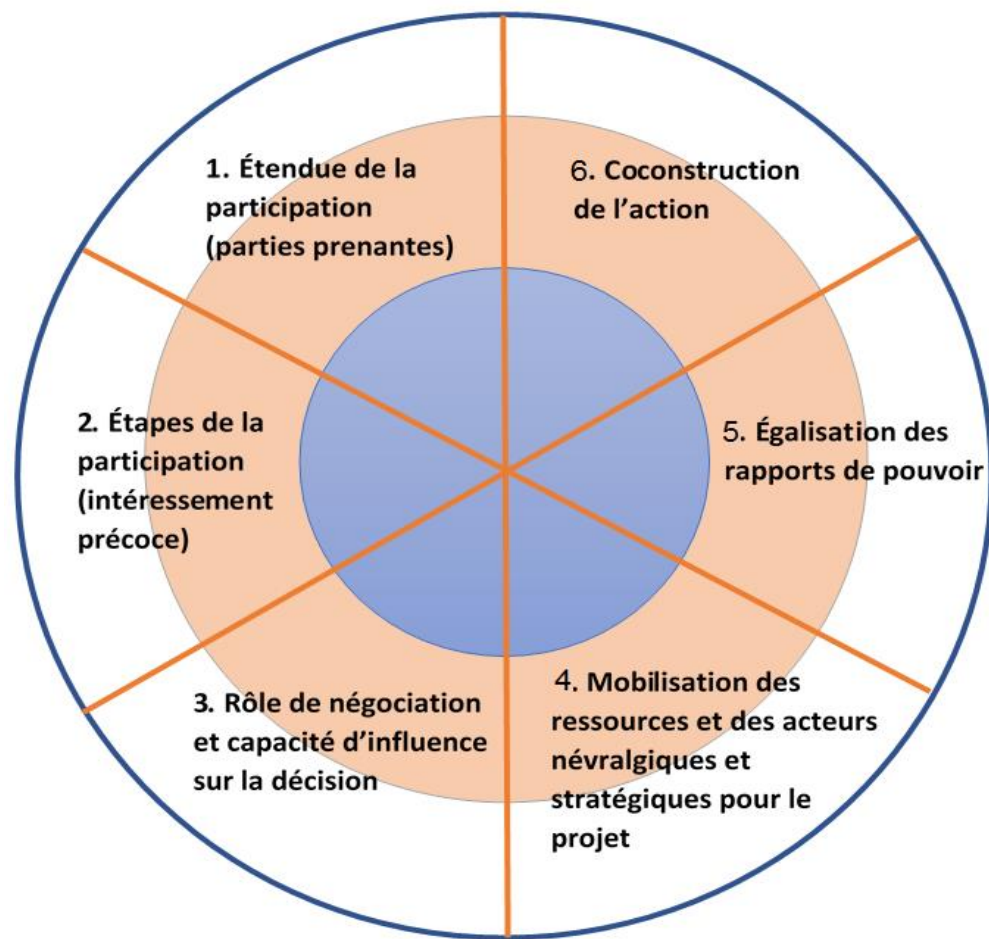 1. Étendue de la
participation
(parties prenantes)
2. Étapes de la
participation
(intéressement
précoce)
3. Rôle de négociation
et capacité d’influence
sur la décision
4. Mobilisation des
ressources et des acteurs
névralgiques et
stratégiques pour le
projet
5. Égalisation des
rapports de pouvoir
6. Coconstruction
de l’action